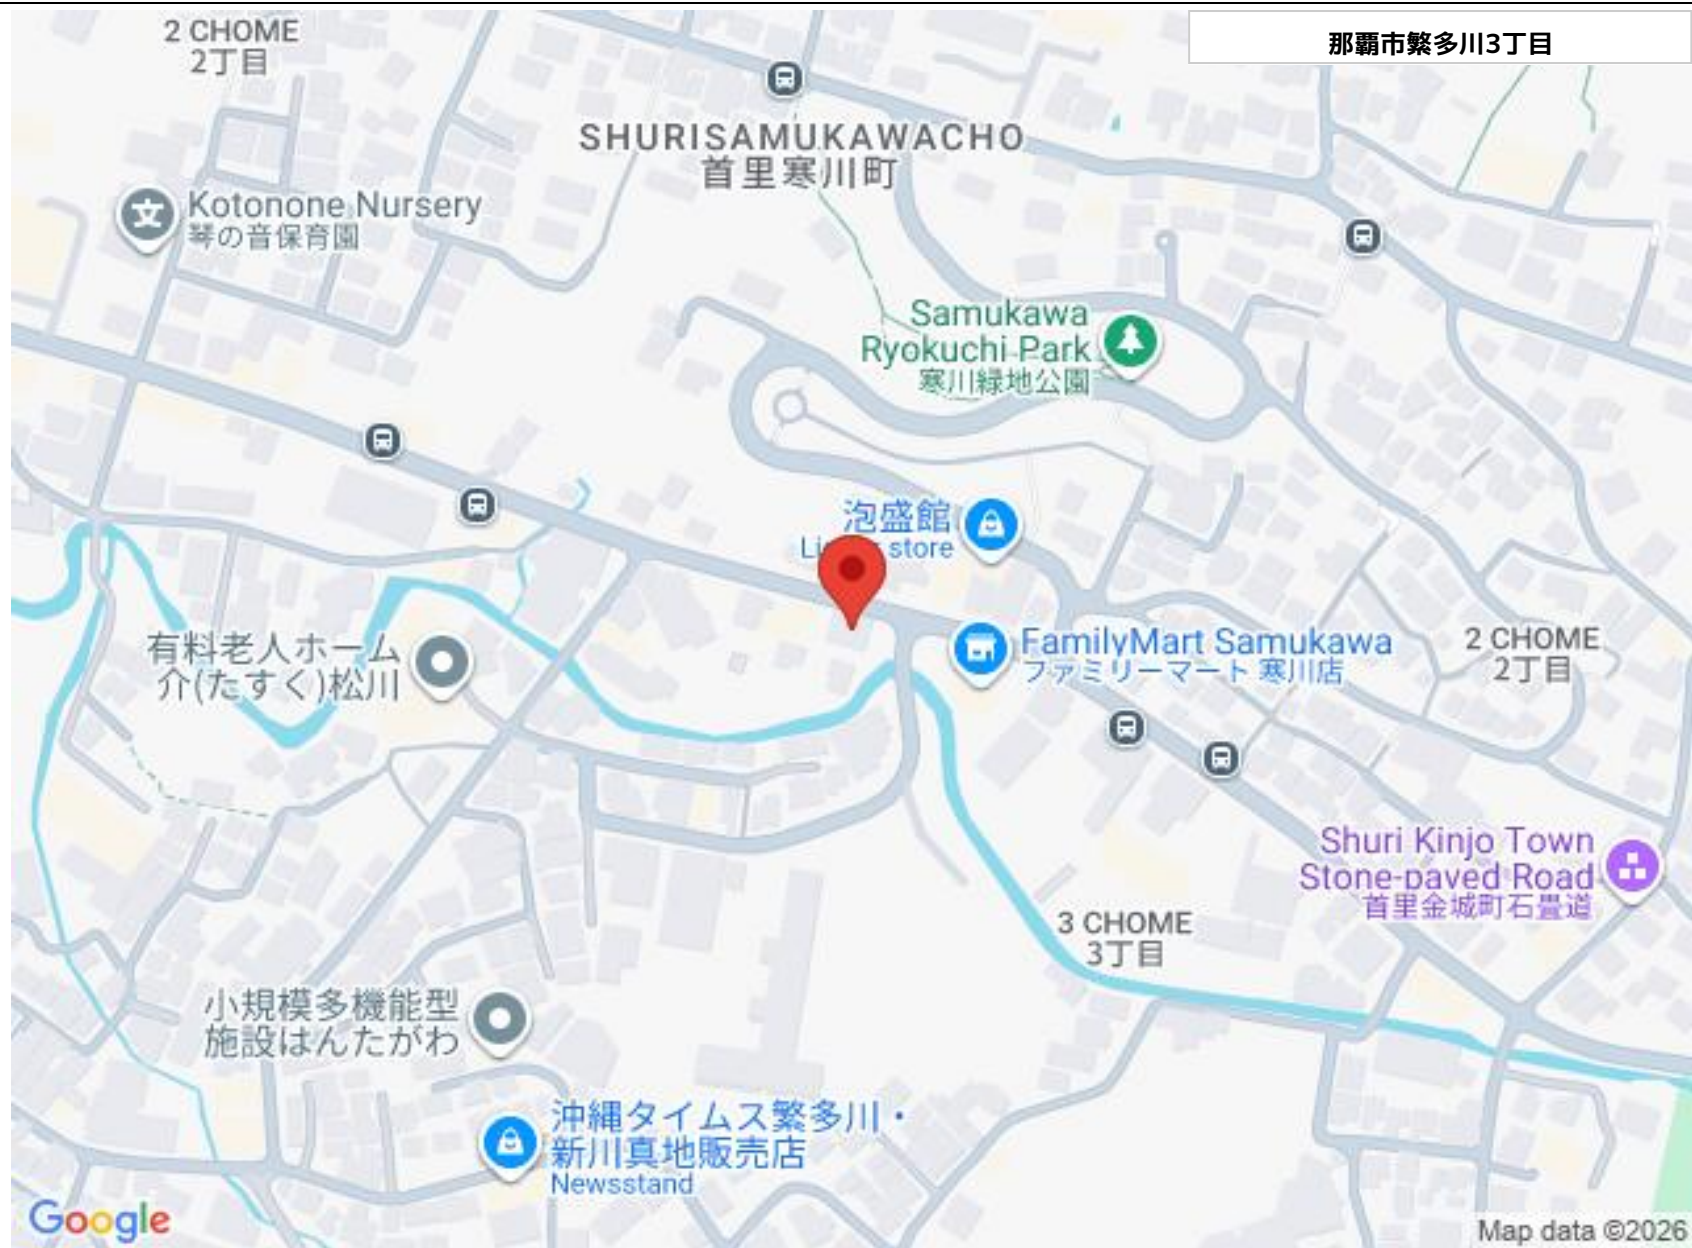 那覇市繁多川3丁目
2 CHOME
2丁目
SHURISAMUKAWACHO
首里寒川町
Kotonone Nursery
琴の音保育園
Samukawa
Ryokuchi Park
寒川緑地公園
泡盛館
store
FamilyMart Samukawa
ファミリーマート 寒川店
2 CHOME
2丁目
有料老人ホーム
介(たすく)松川
Shuri Kinjo Town
Stone-paved Road
首里金城町石畳道
3 CHOME
3丁目
小規模多機能型
施設はんたがわ
沖縄タイムス繁多川・
新川真地販売店
Newsstand
Google
Map data ©2026